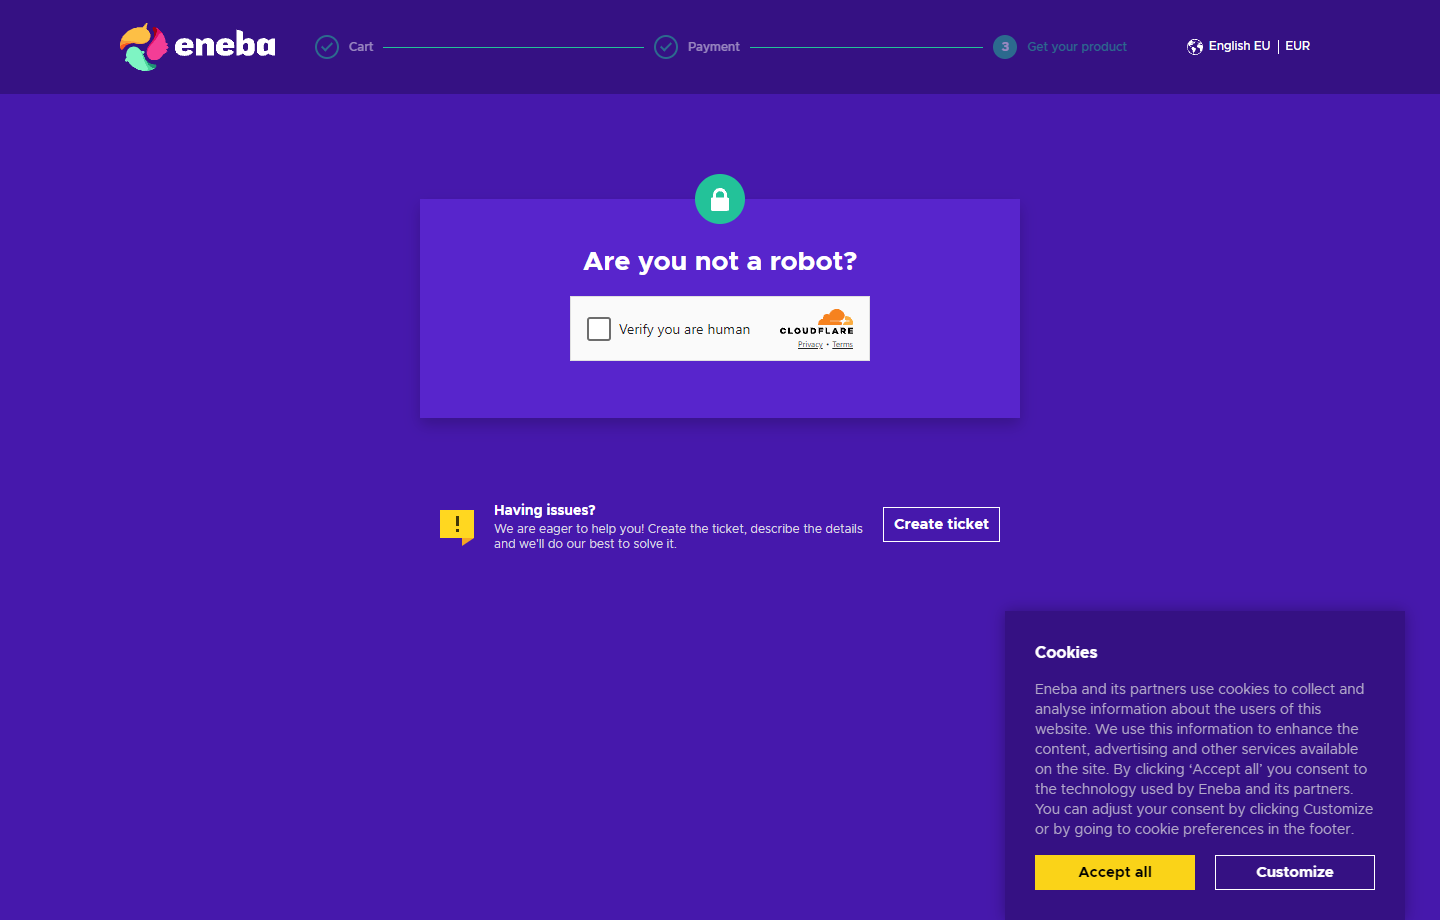 eneba
Cart
Payment
3
Get your product
English EU | EUR
Are you not a robot?
Verify you are human
CLOUDFLARE
Privacy • Terms
Having issues?
We are eager to help you! Create the ticket, describe the details
and we'll do our best to solve it.
Create ticket
Cookies
Eneba and its partners use cookies to collect and
analyse information about the users of this
website. We use this information to enhance the
content, advertising and other services available
on the site. By clicking ‘Accept all’ you consent to
the technology used by Eneba and its partners.
You can adjust your consent by clicking Customize
or by going to cookie preferences in the footer.
Accept all
Customize